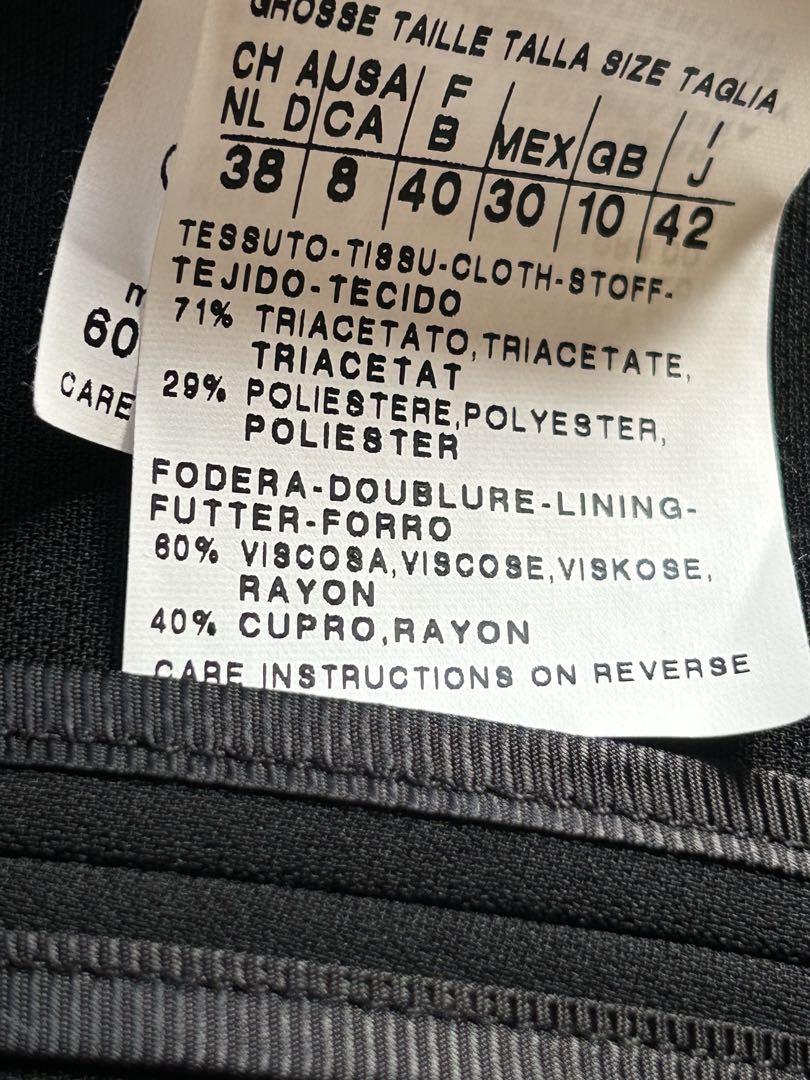 GROSSE TAILLE TALLA SIZE TAGLIA
CH A USA F I
NL D CA B MEX GB J
38 8 40 30 10 42
TESSUTO-TISSU-CLOTH-STOFF-
TEJIDO-TECIDO
71% TRIACETATO,TRIACETATE,
TRIACETAT
29% POLIESTERE,POLYESTER,
POLIESTER
FODERA-DOUBLURE-LINING-
FUTTER-FORRO
60% VISCOSA,VISCOSE,VISKOSE,
RAYON
40% CUPRO,RAYON
CARE INSTRUCTIONS ON REVERSE
60
CARE